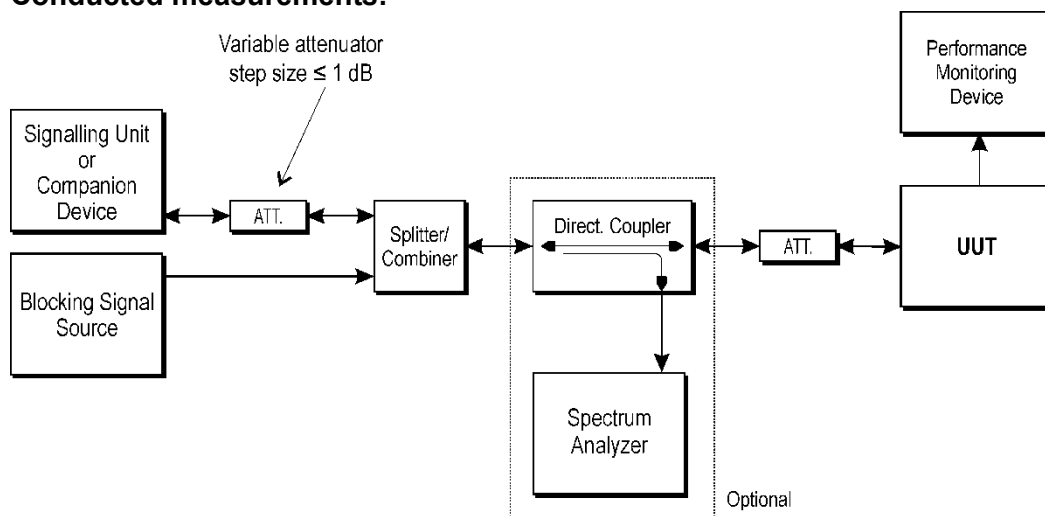 Conducted measurements:
Variable attenuator
step size ≤ 1 dB
Performance
Monitoring
Device
Signalling Unit
or
Companion
Device
ATT.
Splitter/
Combiner
Direct. Coupler
ATT.
UUT
Blocking Signal
Source
Spectrum
Analyzer
Optional